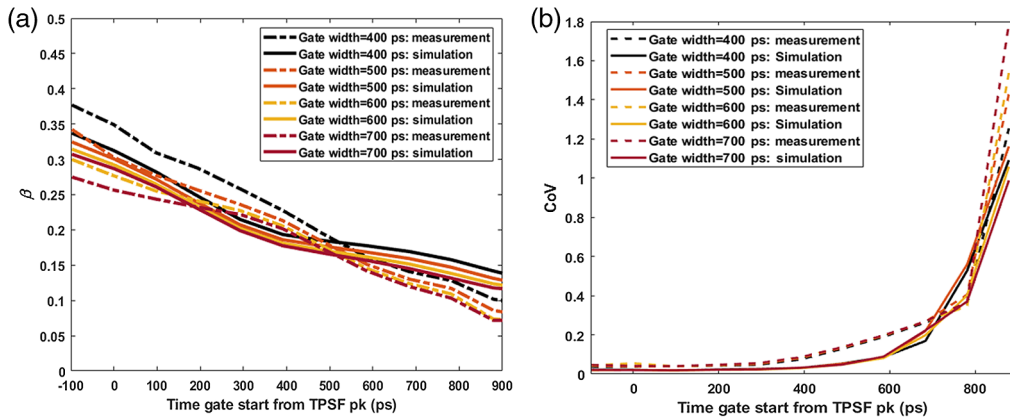 (a)
0.5
0.45
0.4
0.35
0.3
0.25
0.2
0.15
0.1
0.05
0
β
Gate width=400 ps: measurement
Gate width=400 ps: simulation
Gate width=500 ps: measurement
Gate width=500 ps: simulation
Gate width=600 ps: measurement
Gate width=600 ps: simulation
Gate width=700 ps: measurement
Gate width=700 ps: simulation
-100 0 100 200 300 400 500 600 700 800 900
Time gate start from TPSF pk (ps)
(b)
1.8
1.6
1.4
1.2
1
0.8
0.6
0.4
0.2
0
CoV
Gate width=400 ps: measurement
Gate width=400 ps: Simulation
Gate width=500 ps: measurement
Gate width=500 ps: Simulation
Gate width=600 ps: measurement
Gate width=600 ps: Simulation
Gate width=700 ps: measurement
Gate width=700 ps: simulation
0 200 400 600 800
Time gate start from TPSF pk (ps)